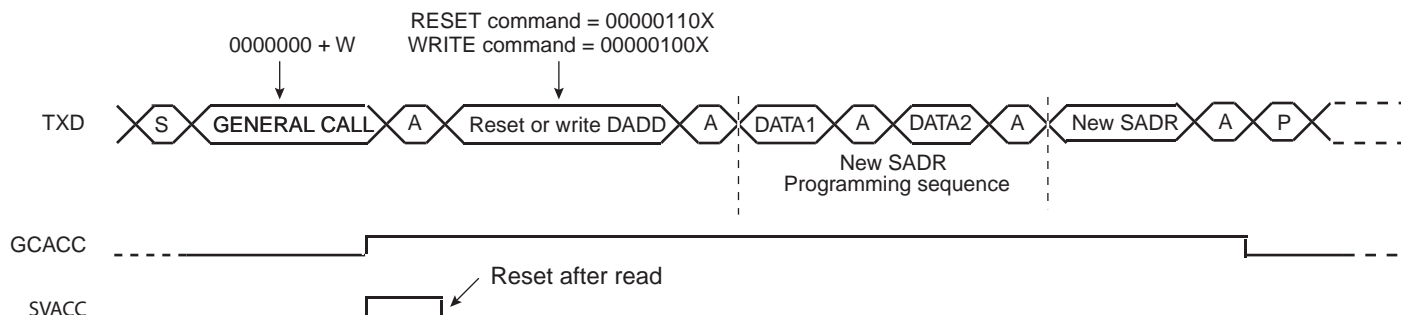 RESET command = 00000110X
0000000 + W
WRITE command = 00000100X
TXD
S
GENERAL CALL
A
Reset or write DADD
A
DATA1
A
DATA2
A
New SADR
A
P
New SADR
Programming sequence
GCACC
Reset after read
SVACC